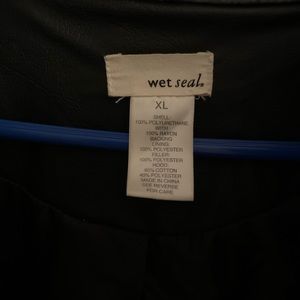 wet seal.
XL
SHELL:
100% POLYURETHANE
WITH
100% RAYON
BACKING
LINING:
100% POLYESTER
FILLER:
100% POLYESTER
HOOD:
60% COTTON
40% POLYESTER
MADE IN CHINA
SEE REVERSE
FOR CARE